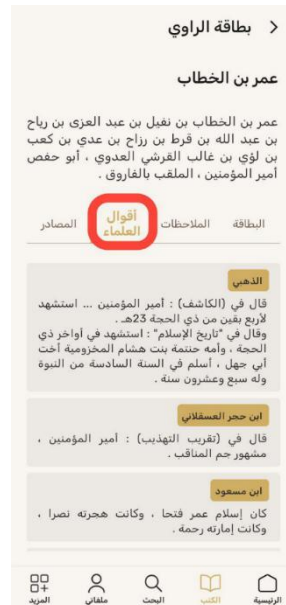 بطاقة الراوي
عمر بن الخطاب
عمر بن الخطاب بن نفيل بن عبد العزى بن رياح
بن عبد الله بن قرط بن رزاح بن عدي بن كعب
بن لؤي بن غالب القرشي العدوي ، أبو حفص
أمير المؤمنين ، الملقب بالفاروق .
البطاقة الملاحظات أقوال العلماء المصادر
الذهبي
قال في (الكاشف) : أمير المؤمنين ... استشهد
لأربع بقين من ذي الحجة 23هـ .
وقال في "تاريخ الإسلام" : استشهد في أواخر ذي
الحجة ، وأمه حنتمة بنت هشام المخزومية أخت
أبي جهل ، أسلم في السنة السادسة من النبوة
وله سبع وعشرون سنة .
ابن حجر العسقلاني
قال في (تقريب التهذيب) : أمير المؤمنين ،
مشهور جم المناقب .
ابن مسعود
كان إسلام عمر فتحا ، وكانت هجرته نصرا ،
وكانت إمارته رحمة .
الرئيسية الكتب البحث ملفاتي المزيد